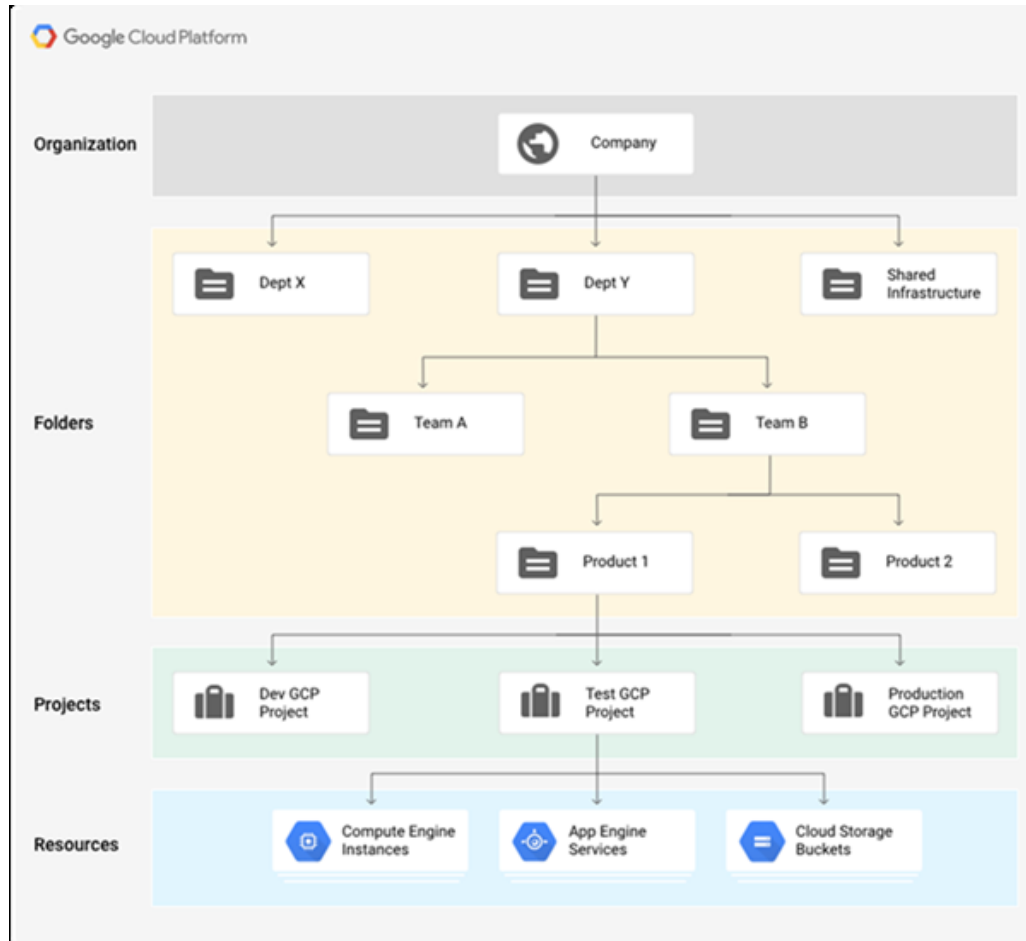 Google Cloud Platform
Organization
Company
Dept X
Dept Y
Shared
Infrastructure
Folders
Team A
Team B
Product 1
Product 2
Projects
Dev GCP
Project
Test GCP
Project
Production
GCP Project
Resources
Compute Engine
Instances
App Engine
Services
Cloud Storage
Buckets